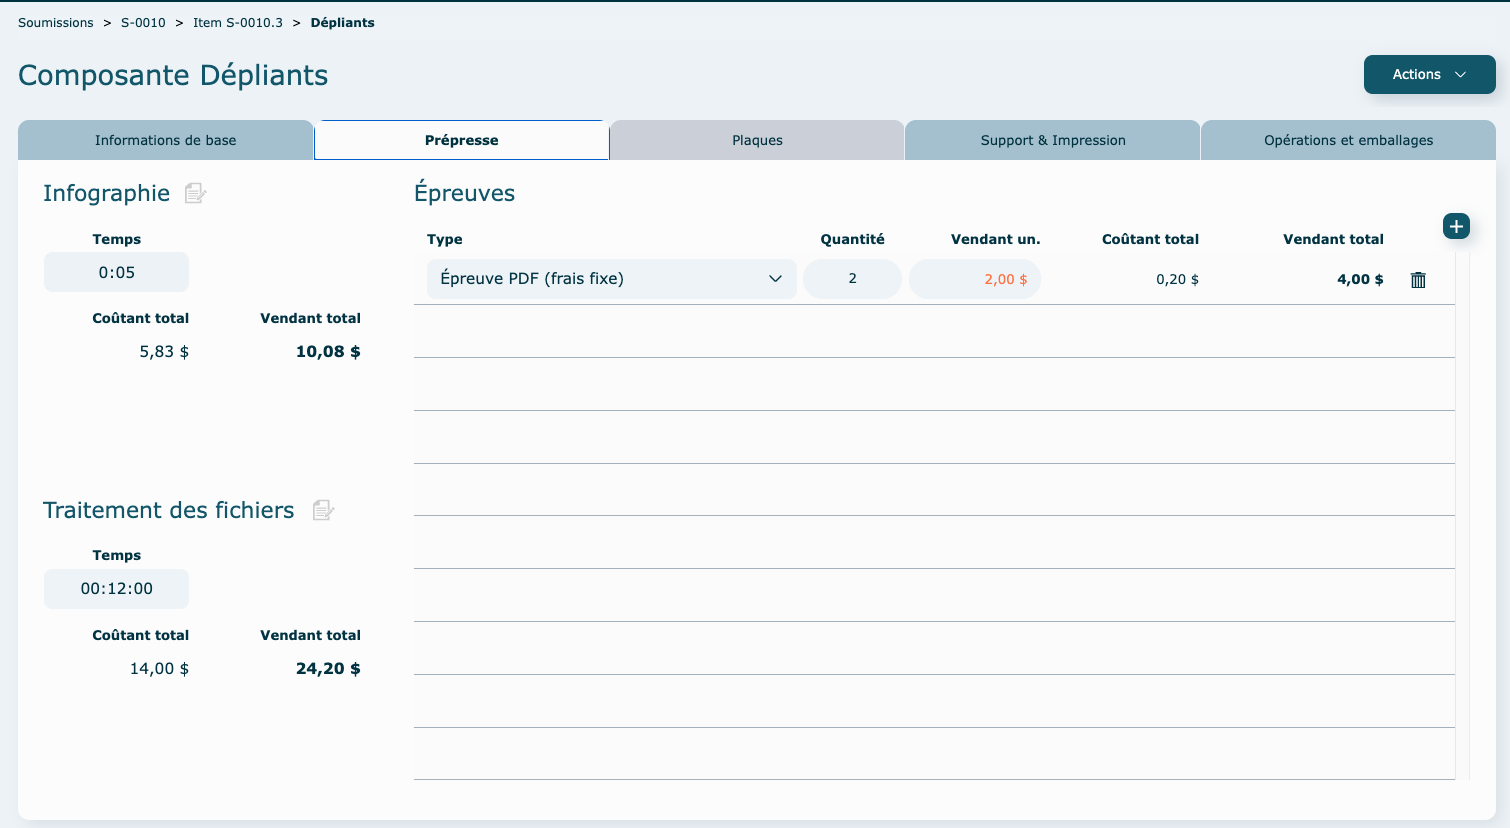 Soumissions > S-0010 > Item S-0010.3 > Dépliants
Composante Dépliants
Actions
Informations de base
Prépresse
Plaques
Support & Impression
Opérations et emballages
Infographie
Temps
0:05
Coûtant total Vendant total
5,83 $ 10,08 $
Traitement des fichiers
Temps
00:12:00
Coûtant total Vendant total
14,00 $ 24,20 $
Épreuves
Type Quantité Vendant un. Coûtant total Vendant total
Épreuve PDF (frais fixe) 2 2,00 $ 0,20 $ 4,00 $